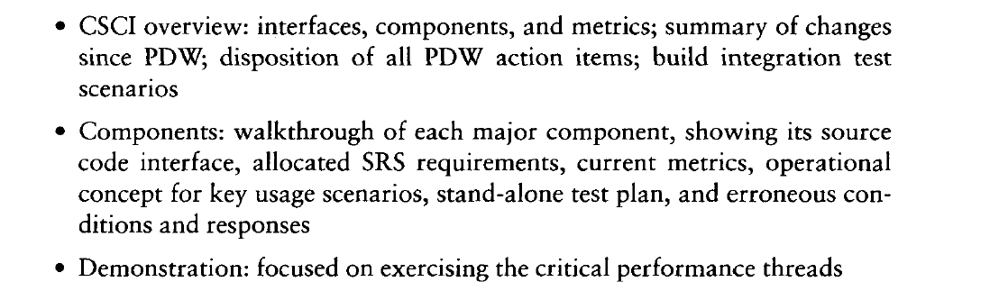 • CSCI overview: interfaces, components, and metrics; summary of changes
since PDW; disposition of all PDW action items; build integration test
scenarios
• Components: walkthrough of each major component, showing its source
code interface, allocated SRS requirements, current metrics, operational
concept for key usage scenarios, stand-alone test plan, and erroneous con-
ditions and responses
• Demonstration: focused on exercising the critical performance threads